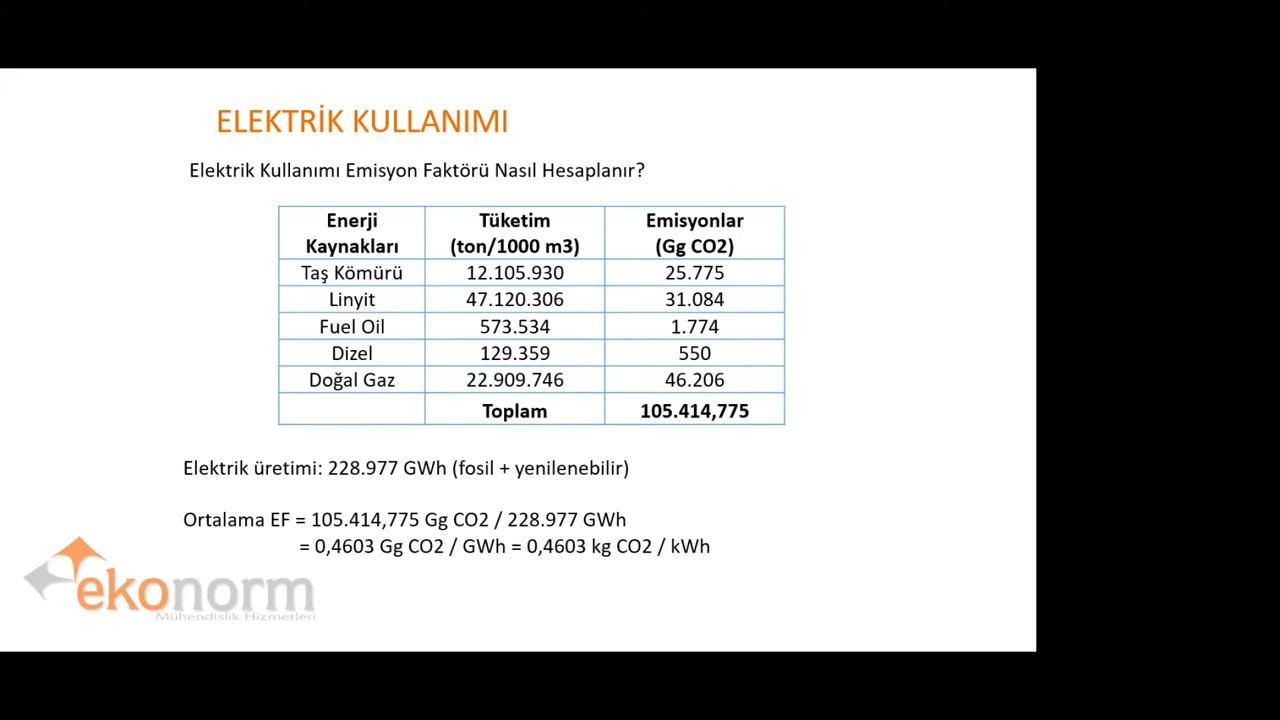 ELEKTRİK KULLANIMI
Elektrik Kullanımı Emisyon Faktörü Nasıl Hesaplanır?
Enerji Kaynakları Tüketim (ton/1000 m3) Emisyonlar (Gg CO2)
Taş Kömürü 12.105.930 25.775
Linyit 47.120.306 31.084
Fuel Oil 573.534 1.774
Dizel 129.359 550
Doğal Gaz 22.909.746 46.206
Toplam 105.414,775
Elektrik üretimi: 228.977 GWh (fosil + yenilenebilir)
Ortalama EF = 105.414,775 Gg CO2 / 228.977 GWh
= 0,4603 Gg CO2 / GWh = 0,4603 kg CO2 / kWh
ekonorm
Mühendislik Hizmetleri